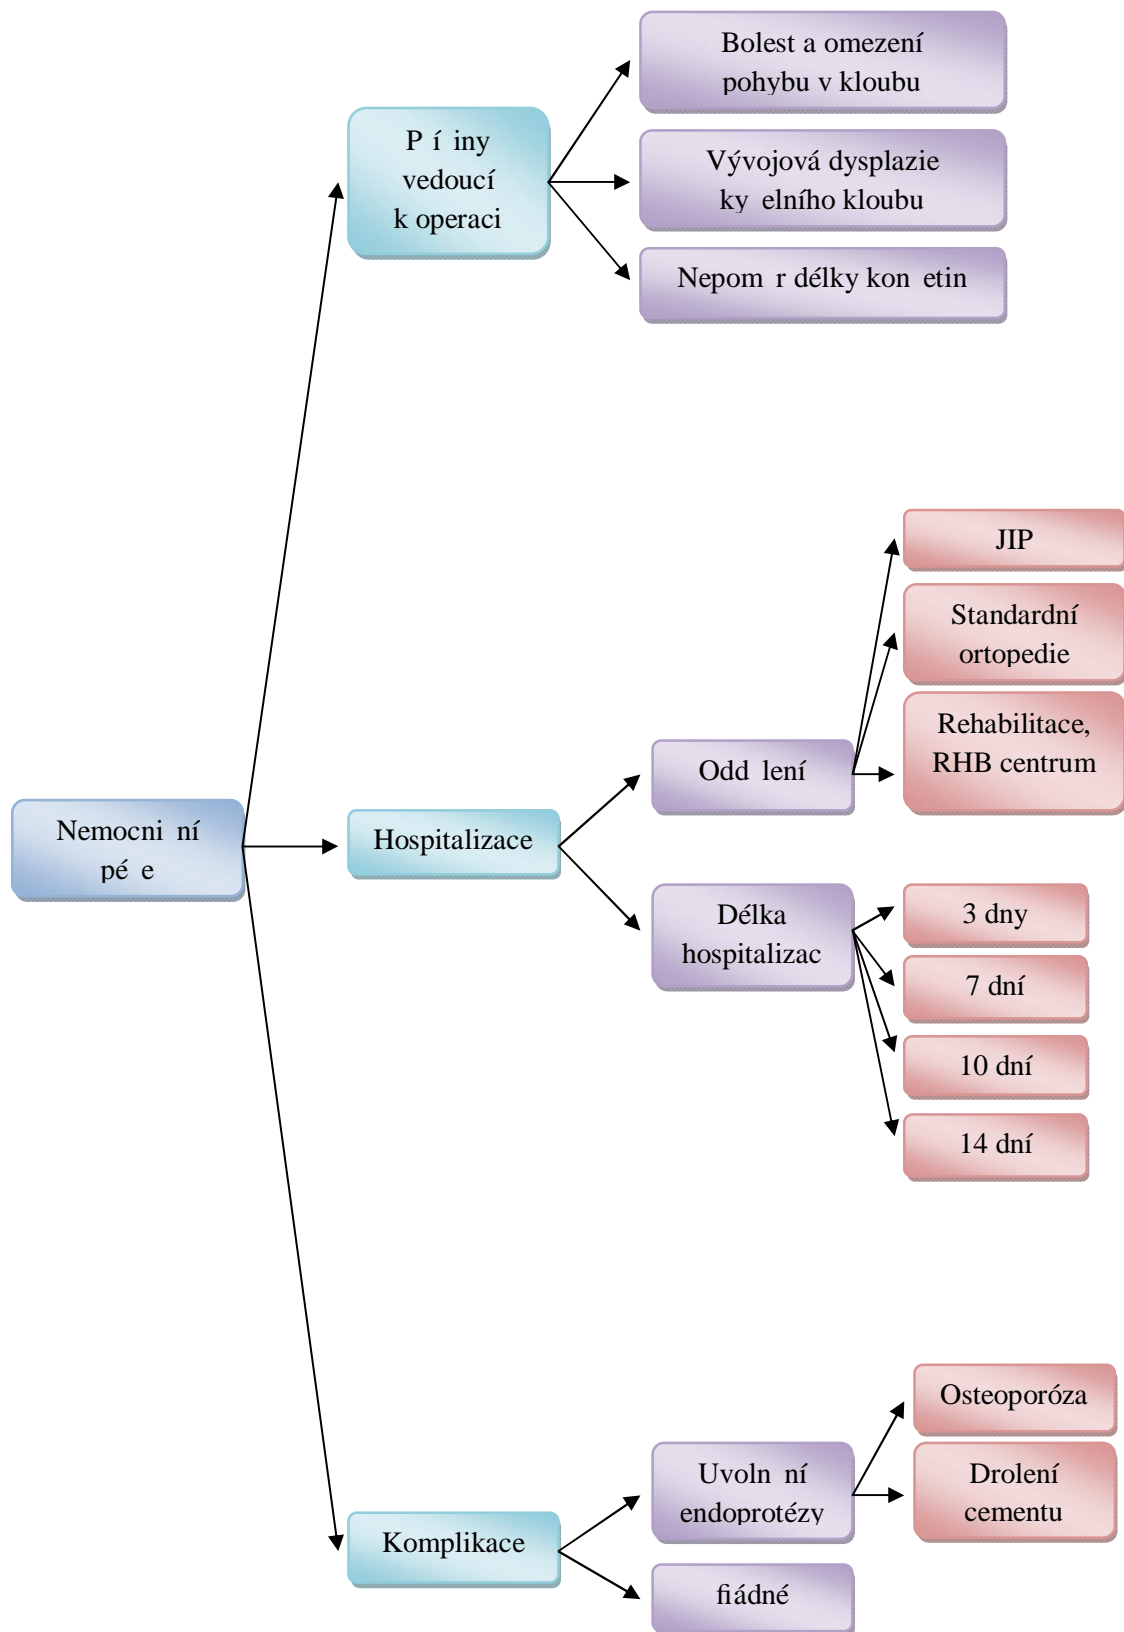 Bolest a omezení
pohybu v kloubu
P í iny
vedoucí
k operaci
Vývojová dysplazie
ky elního kloubu
Nepom r délky kon etin
JIP
Standardní
ortopedie
Rehabilitace,
RHB centrum
Odd lení
Nemocni ní
pé e
Hospitalizace
Délka
hospitalizac
3 dny
7 dní
10 dní
14 dní
Osteoporóza
Uvoln ní
endoprotézy
Drolení
cementu
Komplikace
fiádné